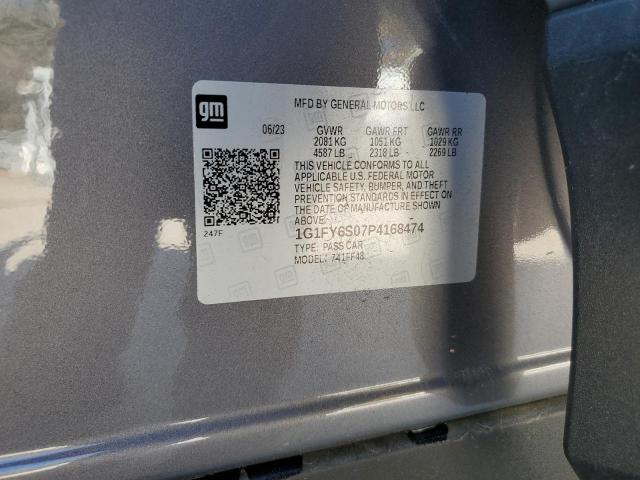 gm
MFD BY GENERAL MOTORS LLC
06/23 GVWR GAWR FRT GAWR RR
2081 KG 1051 KG 1029 KG
4587 LB 2318 LB 2269 LB
THIS VEHICLE CONFORMS TO ALL
APPLICABLE U.S. FEDERAL MOTOR
VEHICLE SAFETY, BUMPER, AND THEFT
PREVENTION STANDARDS IN EFFECT ON
THE DATE OF MANUFACTURE SHOWN
ABOVE.
247F
1G1FY6S07P4168474
TYPE: PASS CAR
MODEL: 741FF48